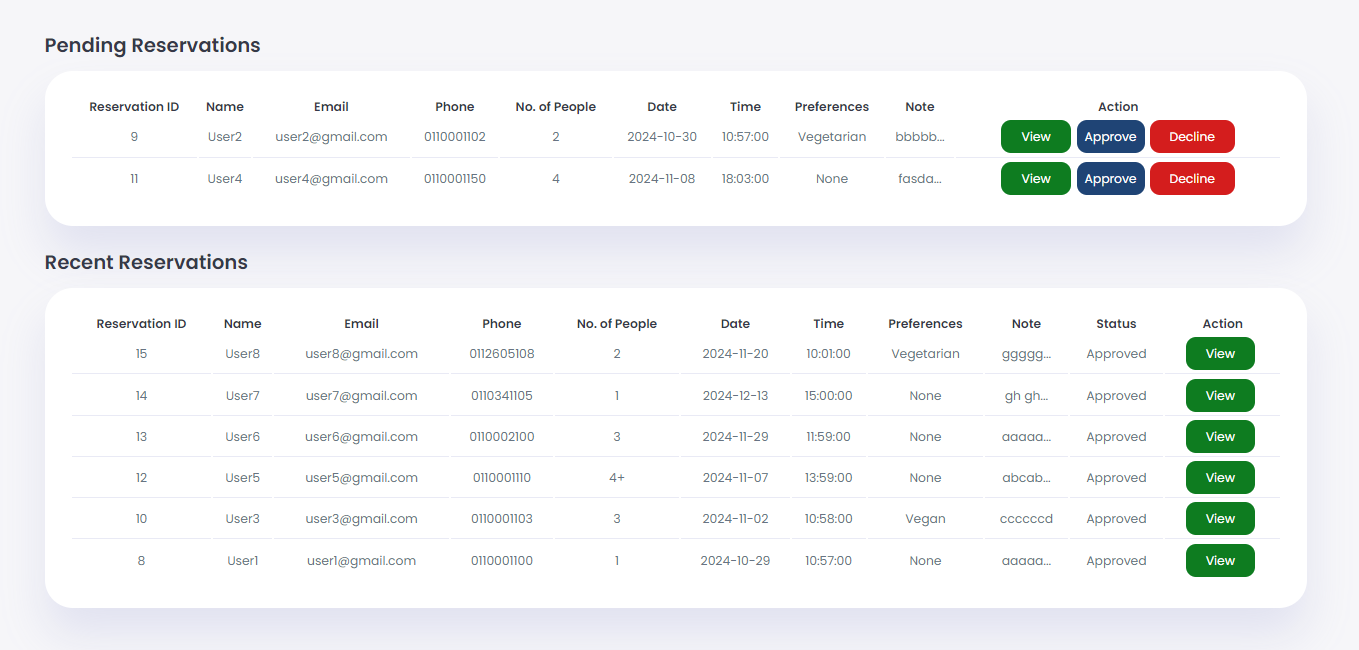 Pending Reservations
Reservation ID Name Email Phone No. of People Date Time Preferences Note Action
9 User2 user2@gmail.com 0110001102 2 2024-10-30 10:57:00 Vegetarian bbbbb... View Approve Decline
11 User4 user4@gmail.com 0110001150 4 2024-11-08 18:03:00 None fasda... View Approve Decline
Recent Reservations
Reservation ID Name Email Phone No. of People Date Time Preferences Note Status Action
15 User8 user8@gmail.com 0112605108 2 2024-11-20 10:01:00 Vegetarian ggggg... Approved View
14 User7 user7@gmail.com 0110341105 1 2024-12-13 15:00:00 None gh gh... Approved View
13 User6 user6@gmail.com 0110002100 3 2024-11-29 11:59:00 None aaaaa... Approved View
12 User5 user5@gmail.com 0110001110 4+ 2024-11-07 13:59:00 None abcab... Approved View
10 User3 user3@gmail.com 0110001103 3 2024-11-02 10:58:00 Vegan ccccccd Approved View
8 User1 user1@gmail.com 0110001100 1 2024-10-29 10:57:00 None aaaaa... Approved View